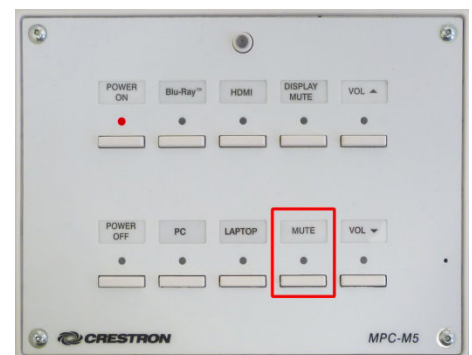 POWER
ON
Blu-Ray™
HDMI
DISPLAY
MUTE
VOL ▲
POWER
OFF
PC
LAPTOP
MUTE
VOL ▼
CRESTRON
MPC-M5